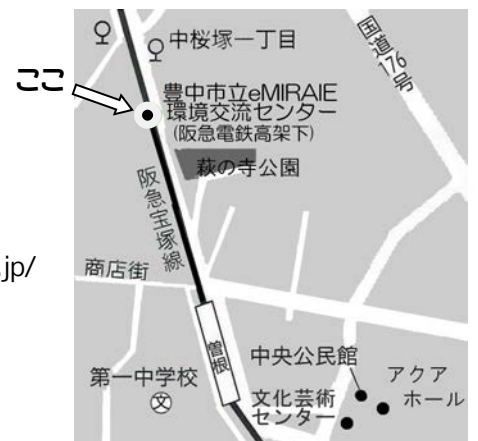 中桜塚一丁目
国道176号
ここ
豊中市立eMIRAIE
環境交流センター
(阪急電鉄高架下)
萩の寺公園
阪急宝塚線
.jp/
商店街
曽根
中央公民館
第一中学校
文
アクア
ホール
文化芸術
センター